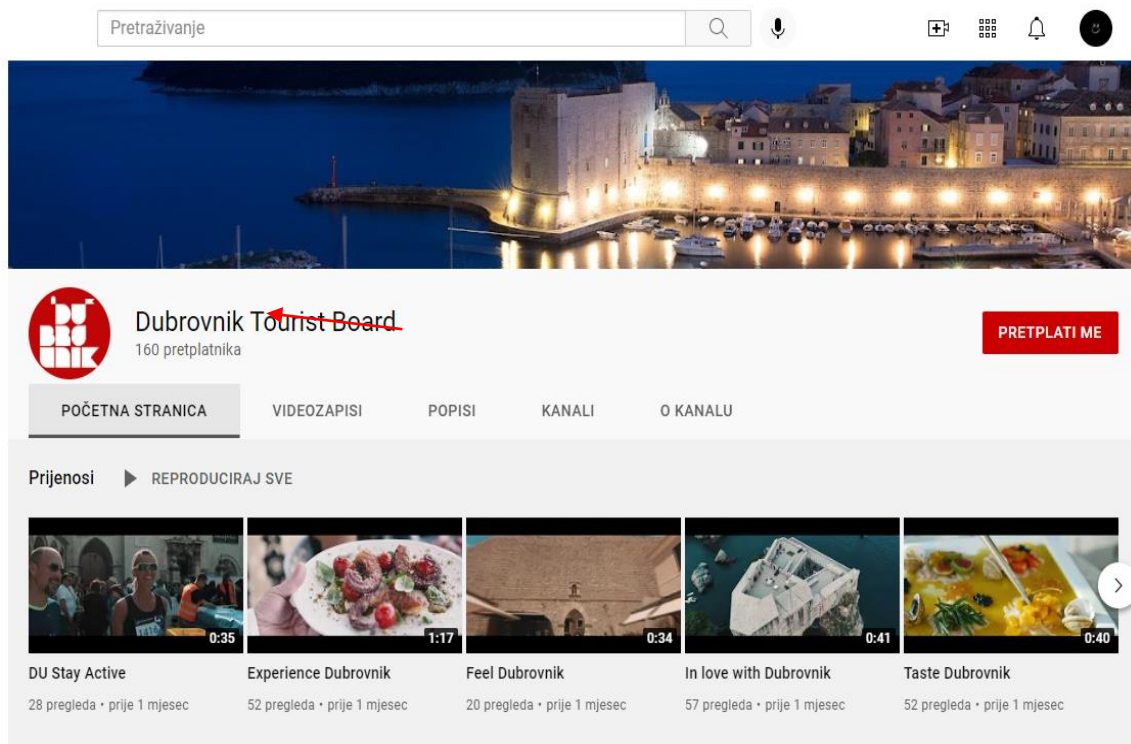 Pretraživanje
DU
BRO
VNIK
Dubrovnik Tourist Board
160 pretplatnika
PRETPLATI ME
POČETNA STRANICA VIDEOZAPISI POPISI KANALI O KANALU
Prijenosi REPRODUCIRAJ SVE
0:35 1:17 0:34 0:41 0:40
DU Stay Active Experience Dubrovnik Feel Dubrovnik In love with Dubrovnik Taste Dubrovnik
28 pregleda • prije 1 mjesec 52 pregleda • prije 1 mjesec 20 pregleda • prije 1 mjesec 57 pregleda • prije 1 mjesec 52 pregleda • prije 1 mjesec